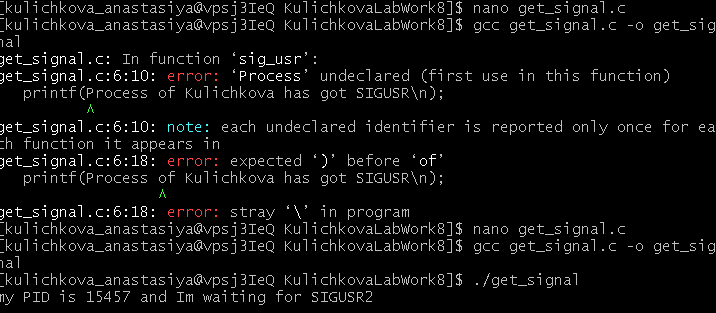 [kulichkova_anastasiya@vpsj3IeQ KulichkovaLabWork8]$ nano get_signal.c
[kulichkova_anastasiya@vpsj3IeQ KulichkovaLabWork8]$ gcc get_signal.c -o get_sig
nal
get_signal.c: In function ‘sig_usr’:
get_signal.c:6:10: error: ‘Process’ undeclared (first use in this function)
printf(Process of Kulichkova has got SIGUSR\n);
^
get_signal.c:6:10: note: each undeclared identifier is reported only once for ea
ch function it appears in
get_signal.c:6:18: error: expected ‘)’ before ‘of’
printf(Process of Kulichkova has got SIGUSR\n);
^
get_signal.c:6:18: error: stray ‘\’ in program
[kulichkova_anastasiya@vpsj3IeQ KulichkovaLabWork8]$ nano get_signal.c
[kulichkova_anastasiya@vpsj3IeQ KulichkovaLabWork8]$ gcc get_signal.c -o get_sig
nal
[kulichkova_anastasiya@vpsj3IeQ KulichkovaLabWork8]$ ./get_signal
my PID is 15457 and Im waiting for SIGUSR2